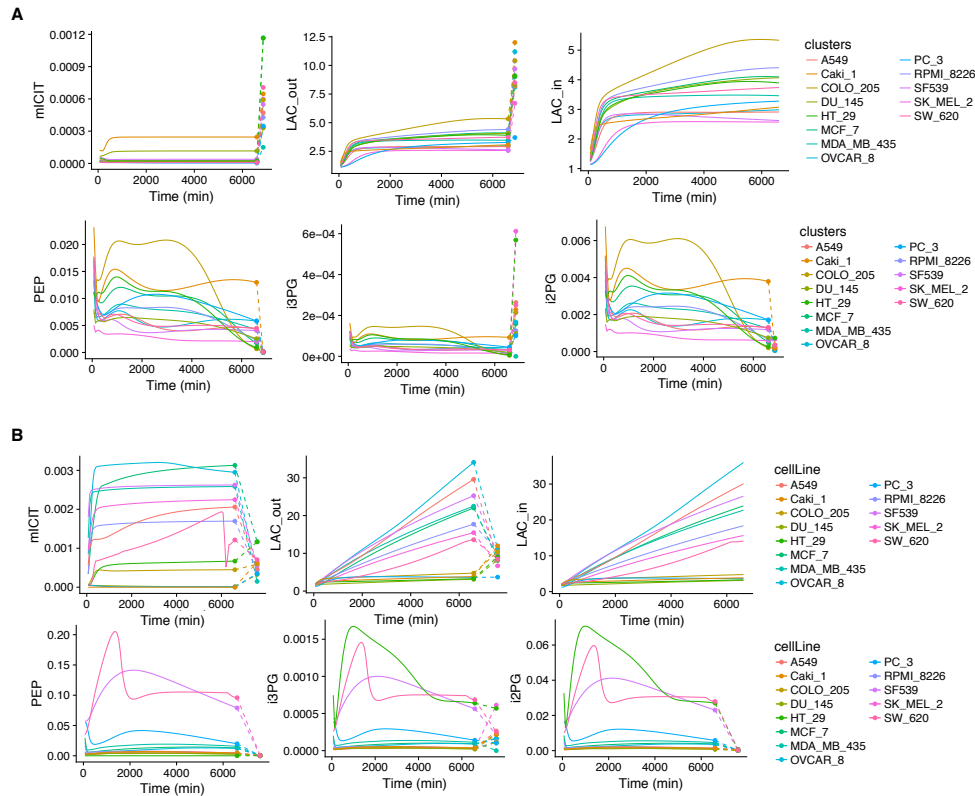 A
mICIT
0.0012
0.0009
0.0006
0.0003
0.0000
0 2000 4000 6000
Time (min)
LAC_out
12.5
10.0
7.5
5.0
2.5
0 2000 4000 6000
Time (min)
LAC_in
5
4
3
2
1
0 2000 4000 6000
Time (min)
clusters
A549
Caki_1
COLO_205
DU_145
HT_29
MCF_7
MDA_MB_435
OVCAR_8
PC_3
RPMI_8226
SF539
SK_MEL_2
SW_620
PEP
0.020
0.015
0.010
0.005
0.000
0 2000 4000 6000
Time (min)
i3PG
6e-04
4e-04
2e-04
0e+00
0 2000 4000 6000
Time (min)
i2PG
0.006
0.004
0.002
0.000
0 2000 4000 6000
Time (min)
clusters
A549
Caki_1
COLO_205
DU_145
HT_29
MCF_7
MDA_MB_435
OVCAR_8
PC_3
RPMI_8226
SF539
SK_MEL_2
SW_620
B
mICIT
0.003
0.002
0.001
0.000
0 2000 4000 6000
Time (min)
LAC_out
30
20
10
0
0 2000 4000 6000
Time (min)
LAC_in
30
20
10
0
0 2000 4000 6000
Time (min)
cellLine
A549
Caki_1
COLO_205
DU_145
HT_29
MCF_7
MDA_MB_435
OVCAR_8
PC_3
RPMI_8226
SF539
SK_MEL_2
SW_620
PEP
0.20
0.15
0.10
0.05
0.00
0 2000 4000 6000
Time (min)
i3PG
0.0015
0.0010
0.0005
0.0000
0 2000 4000 6000
Time (min)
i2PG
0.06
0.04
0.02
0.00
0 2000 4000 6000
Time (min)
cellLine
A549
Caki_1
COLO_205
DU_145
HT_29
MCF_7
MDA_MB_435
OVCAR_8
PC_3
RPMI_8226
SF539
SK_MEL_2
SW_620